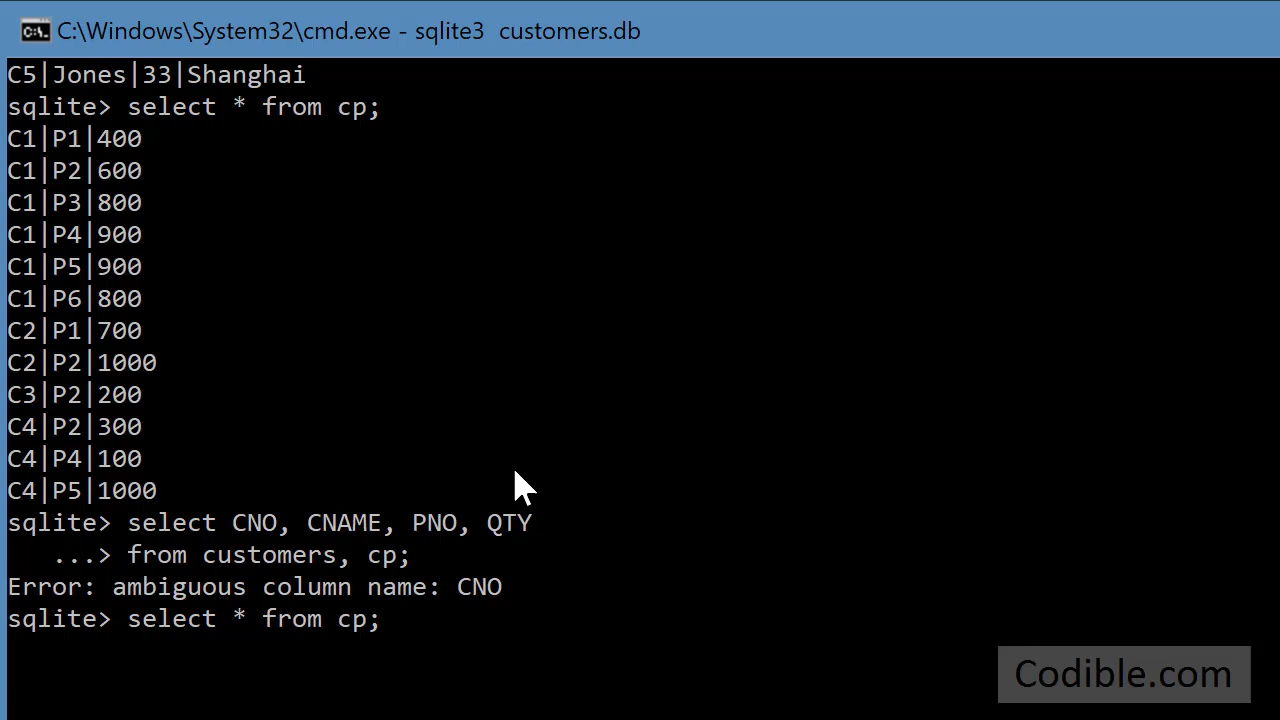 C:\Windows\System32\cmd.exe - sqlite3  customers.db
C5|Jones|33|Shanghai
sqlite> select * from cp;
C1|P1|400
C1|P2|600
C1|P3|800
C1|P4|900
C1|P5|900
C1|P6|800
C2|P1|700
C2|P2|1000
C3|P2|200
C4|P2|300
C4|P4|100
C4|P5|1000
sqlite> select CNO, CNAME, PNO, QTY
   ...> from customers, cp;
Error: ambiguous column name: CNO
sqlite> select * from cp;
Codible.com